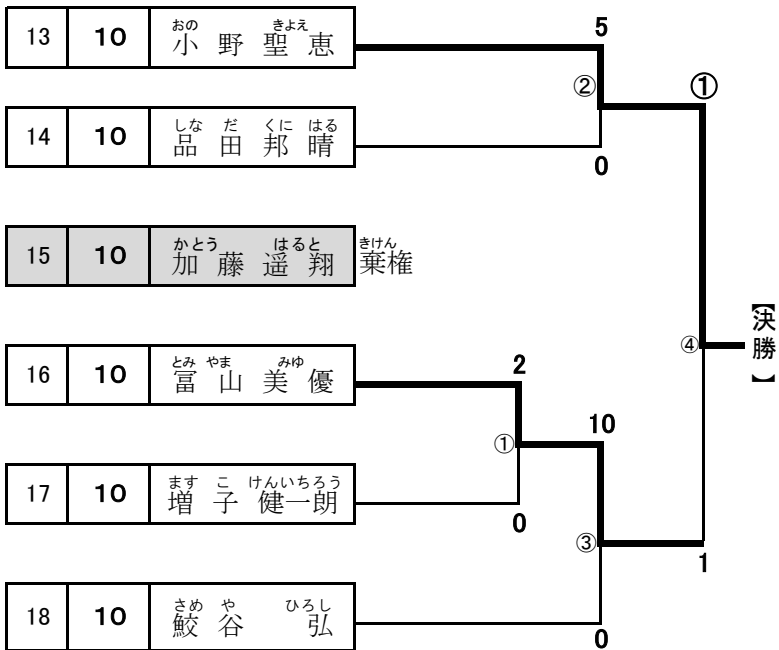 13 10 小野聖恵 おの きよえ
5
② ①
14 10 品田邦晴 しな だ くに はる
0
15 10 加藤遥翔 かとう はると 棄権 きけん
【決勝】
④
16 10 冨山美優 とみ やま みゆ
2
① 10
17 10 増子健一朗 ます こ けんいちろう
0
③ 1
18 10 鮫谷 弘 さめ や ひろし
0